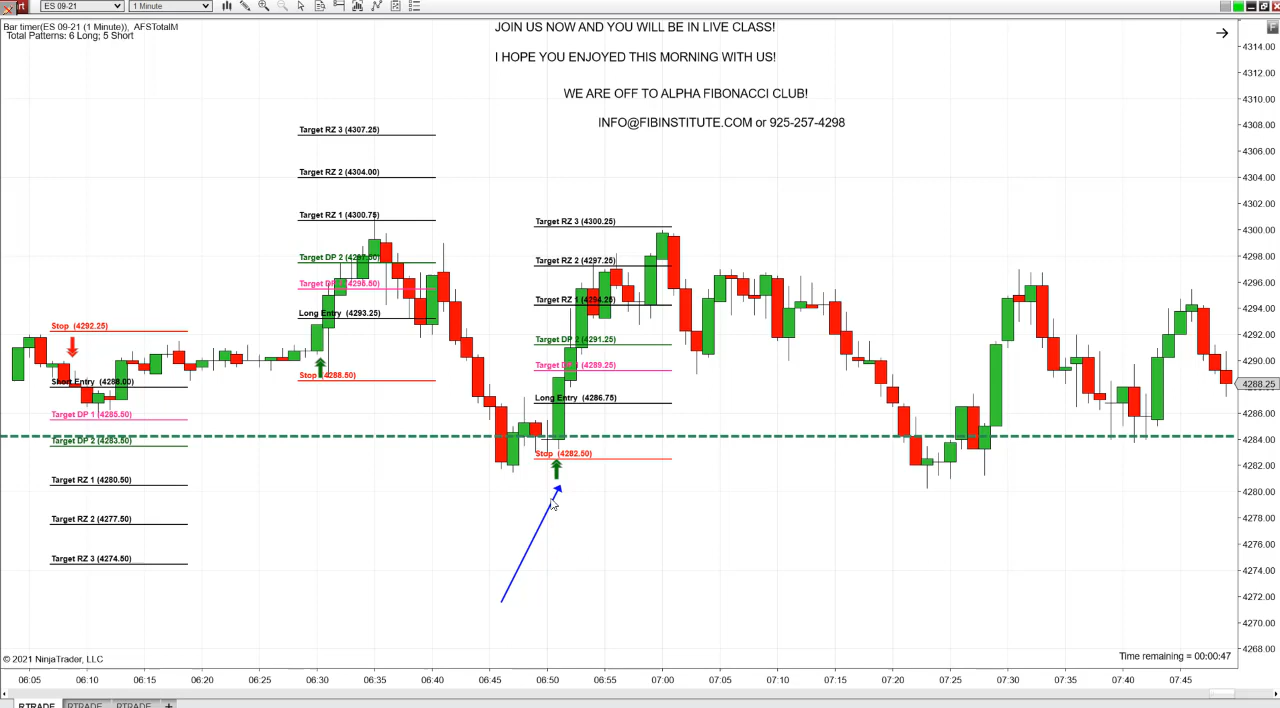 ES 09-21
1 Minute
Bar timer(ES 09-21 (1 Minute)), AFSTotalM
Total Patterns: 6 Long; 5 Short
JOIN US NOW AND YOU WILL BE IN LIVE CLASS!
I HOPE YOU ENJOYED THIS MORNING WITH US!
WE ARE OFF TO ALPHA FIBONACCI CLUB!
INFO@FIBINSTITUTE.COM or 925-257-4298
F
Stop (4292.25)
Short Entry (4288.00)
Target DP 1 (4285.50)
Target DP 2 (4283.50)
Target RZ 1 (4280.50)
Target RZ 2 (4277.50)
Target RZ 3 (4274.50)
Target RZ 3 (4307.25)
Target RZ 2 (4304.00)
Target RZ 1 (4300.75)
Target DP 2 (4297.50)
Long Entry (4293.25)
Stop (4288.50)
Target RZ 3 (4300.25)
Target RZ 2 (4297.25)
Target RZ 1 (4294.25)
Target DP 2 (4291.25)
(4289.25)
Long Entry (4286.75)
Stop (4282.50)
4314.00
4312.00
4310.00
4308.00
4306.00
4304.00
4302.00
4300.00
4298.00
4296.00
4294.00
4292.00
4290.00
4288.25
4286.00
4284.00
4282.00
4280.00
4278.00
4276.00
4274.00
4272.00
4270.00
4268.00
© 2021 NinjaTrader, LLC
Time remaining = 00:00:47
06:05 06:10 06:15 06:20 06:25 06:30 06:35 06:40 06:45 06:50 06:55 07:00 07:05 07:10 07:15 07:20 07:25 07:30 07:35 07:40 07:45
RTRADE RTRADE RTRADE +